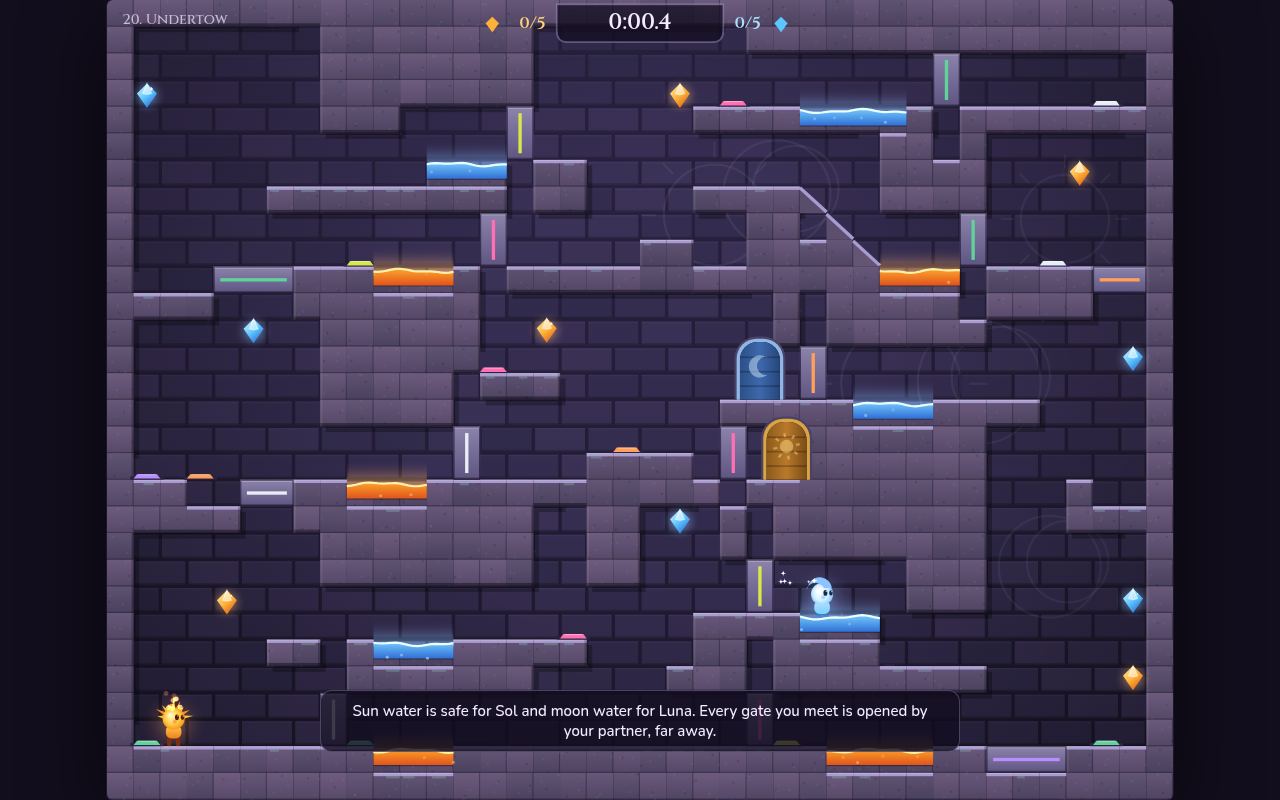 20. Undertow
0/5
0:00.4
0/5
Sun water is safe for Sol and moon water for Luna. Every gate you meet is opened by
your partner, far away.